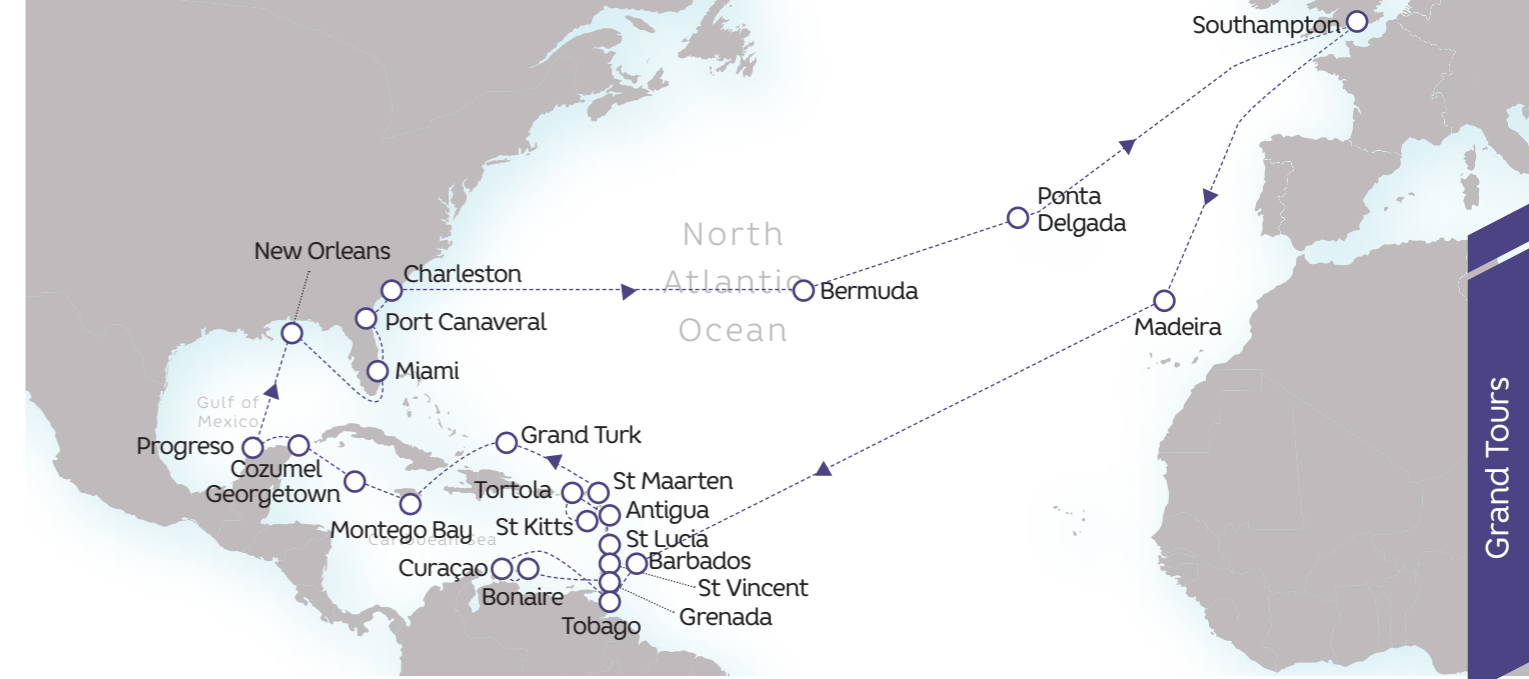 Southampton
Ponta
Delgada
North
Atlantic
Ocean
New Orleans
Charleston
Bermuda
Port Canaveral
Madeira
Miami
Gulf of
Mexico
Progreso
Grand Turk
Cozumel
Georgetown
Tortola
St Maarten
Antigua
Montego Bay
Caribbean Sea
St Kitts
St Lucia
Barbados
Curaçao
St Vincent
Bonaire
Grenada
Tobago
Grand Tours